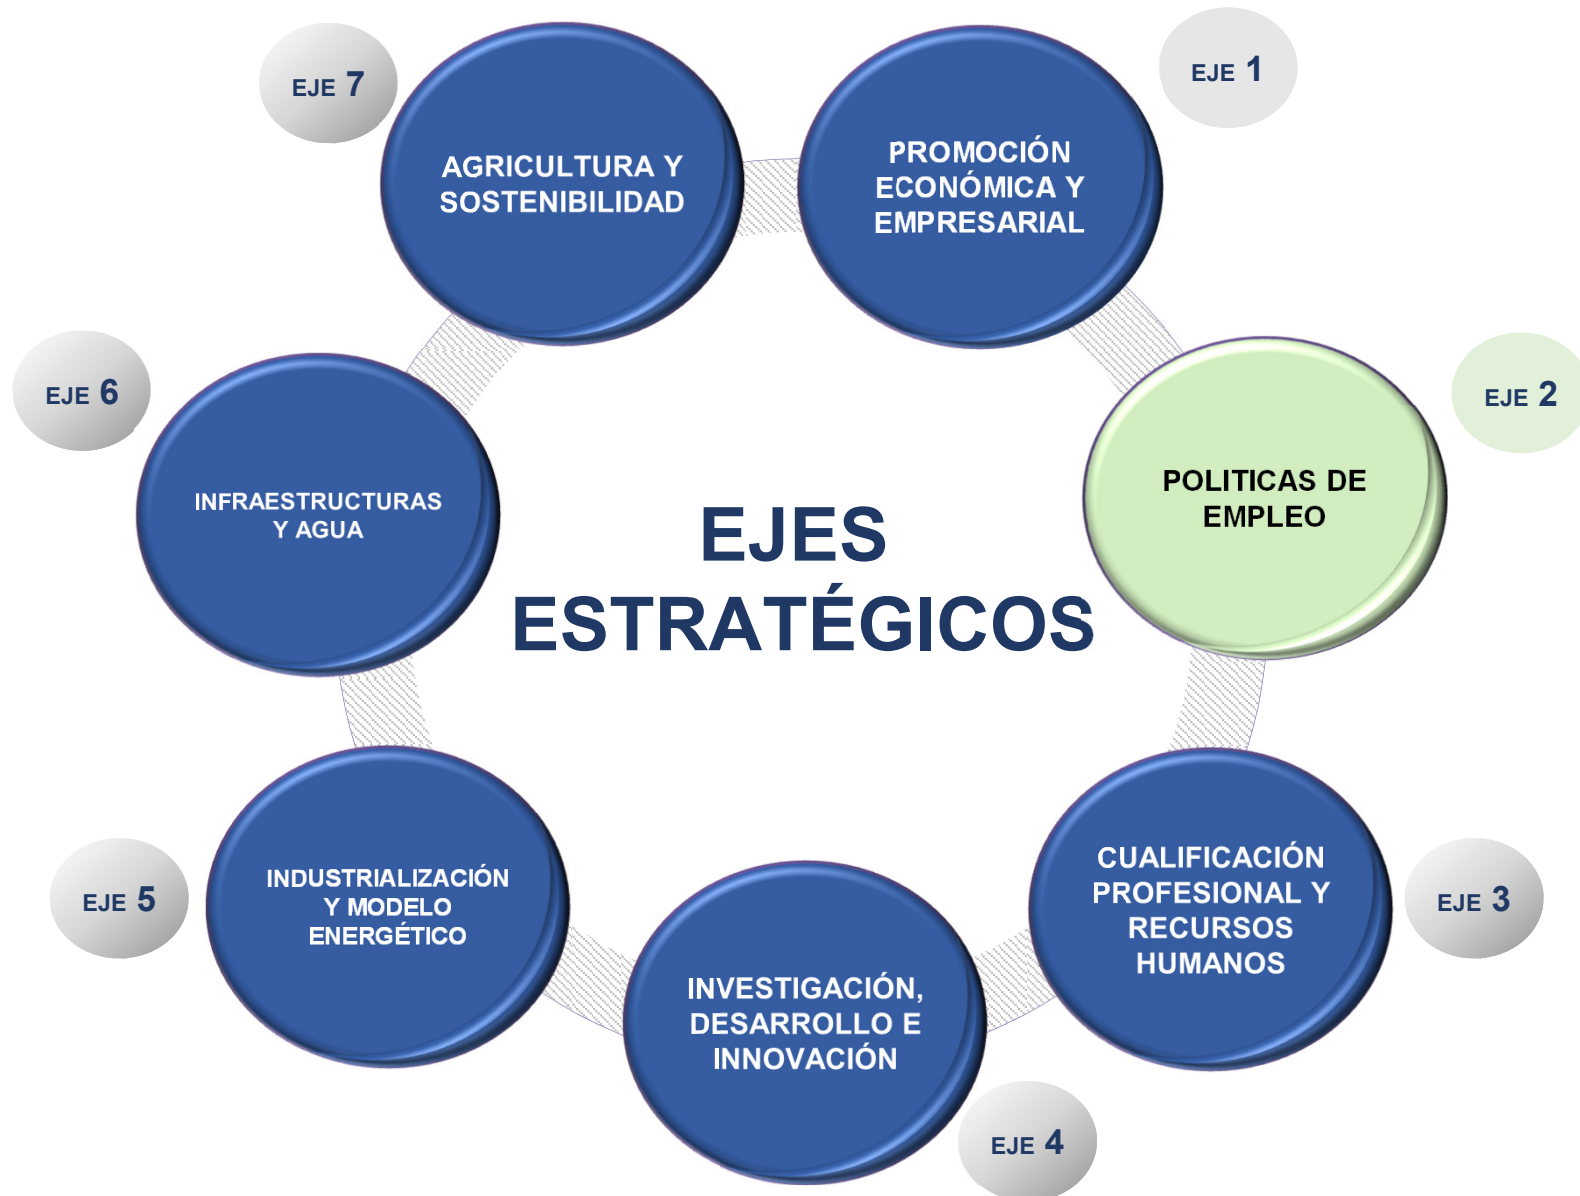 EJE 7
AGRICULTURA Y
SOSTENIBILIDAD
EJE 1
PROMOCIÓN
ECONÓMICA Y
EMPRESARIAL
EJE 6
INFRAESTRUCTURAS
Y AGUA
EJE 2
POLITICAS DE
EMPLEO
EJES
ESTRATÉGICOS
EJE 5
INDUSTRIALIZACIÓN
Y MODELO
ENERGÉTICO
EJE 3
CUALIFICACIÓN
PROFESIONAL Y
RECURSOS
HUMANOS
INVESTIGACIÓN,
DESARROLLO E
INNOVACIÓN
EJE 4